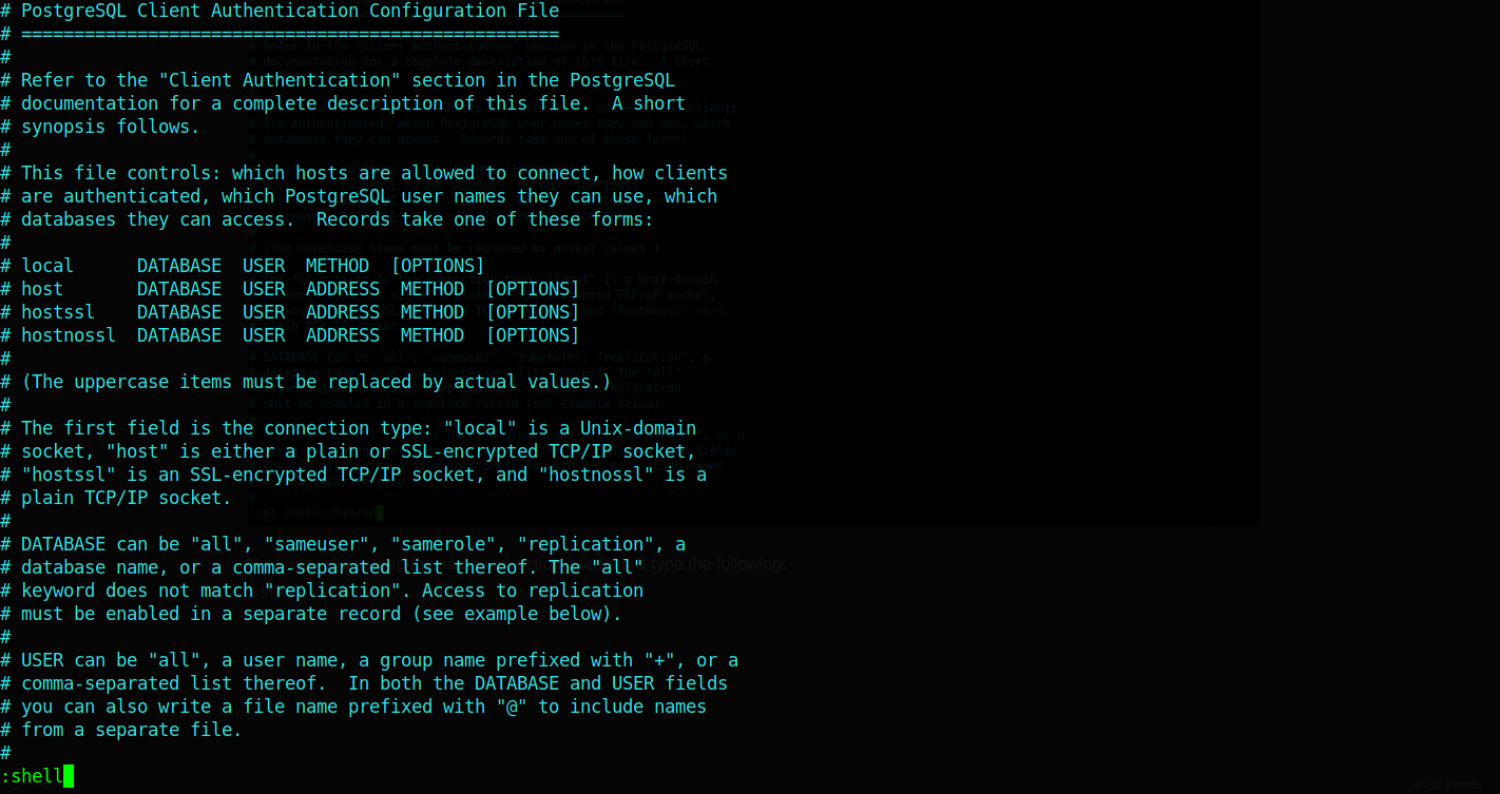 # PostgreSQL Client Authentication Configuration File
# ===================================================
#
# Refer to the "Client Authentication" section in the PostgreSQL
# documentation for a complete description of this file.  A short
# synopsis follows.
#
# This file controls: which hosts are allowed to connect, how clients
# are authenticated, which PostgreSQL user names they can use, which
# databases they can access.  Records take one of these forms:
#
# local      DATABASE  USER  METHOD  [OPTIONS]
# host       DATABASE  USER  ADDRESS  METHOD  [OPTIONS]
# hostssl    DATABASE  USER  ADDRESS  METHOD  [OPTIONS]
# hostnossl  DATABASE  USER  ADDRESS  METHOD  [OPTIONS]
#
# (The uppercase items must be replaced by actual values.)
#
# The first field is the connection type: "local" is a Unix-domain
# socket, "host" is either a plain or SSL-encrypted TCP/IP socket,
# "hostssl" is an SSL-encrypted TCP/IP socket, and "hostnossl" is a
# plain TCP/IP socket.
#
# DATABASE can be "all", "sameuser", "samerole", "replication", a
# database name, or a comma-separated list thereof. The "all"
# keyword does not match "replication". Access to replication
# must be enabled in a separate record (see example below).
#
# USER can be "all", a user name, a group name prefixed with "+", or a
# comma-separated list thereof.  In both the DATABASE and USER fields
# you can also write a file name prefixed with "@" to include names
# from a separate file.
#
:shell